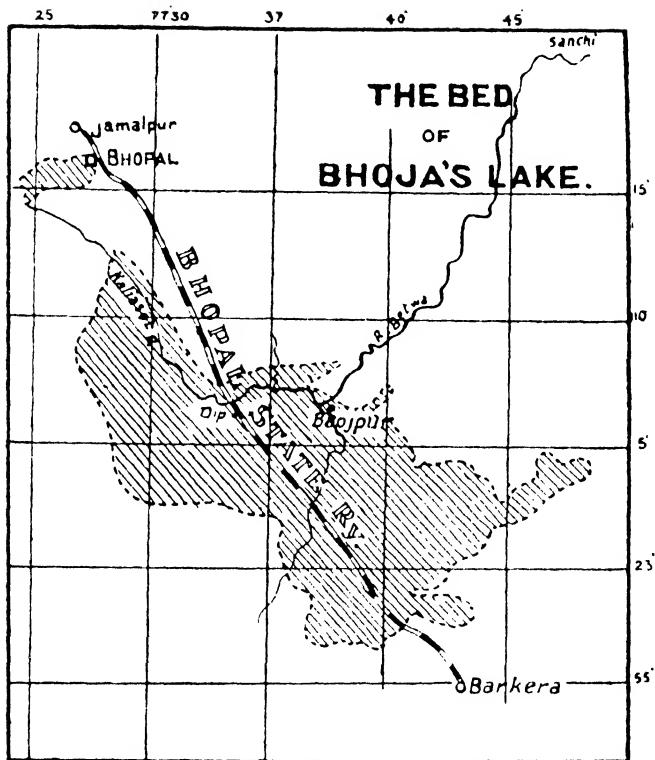 25 77°30 37 40' 45'
Sanchi
THE BED
OF
BHOJA'S LAKE.
Jamalpur
BHOPAL
15'
Kaliasot R.
BHOPAL STATE RY.
R. Betwa
10'
Dip
Bhojpur
5'
23°
55'
Barkera